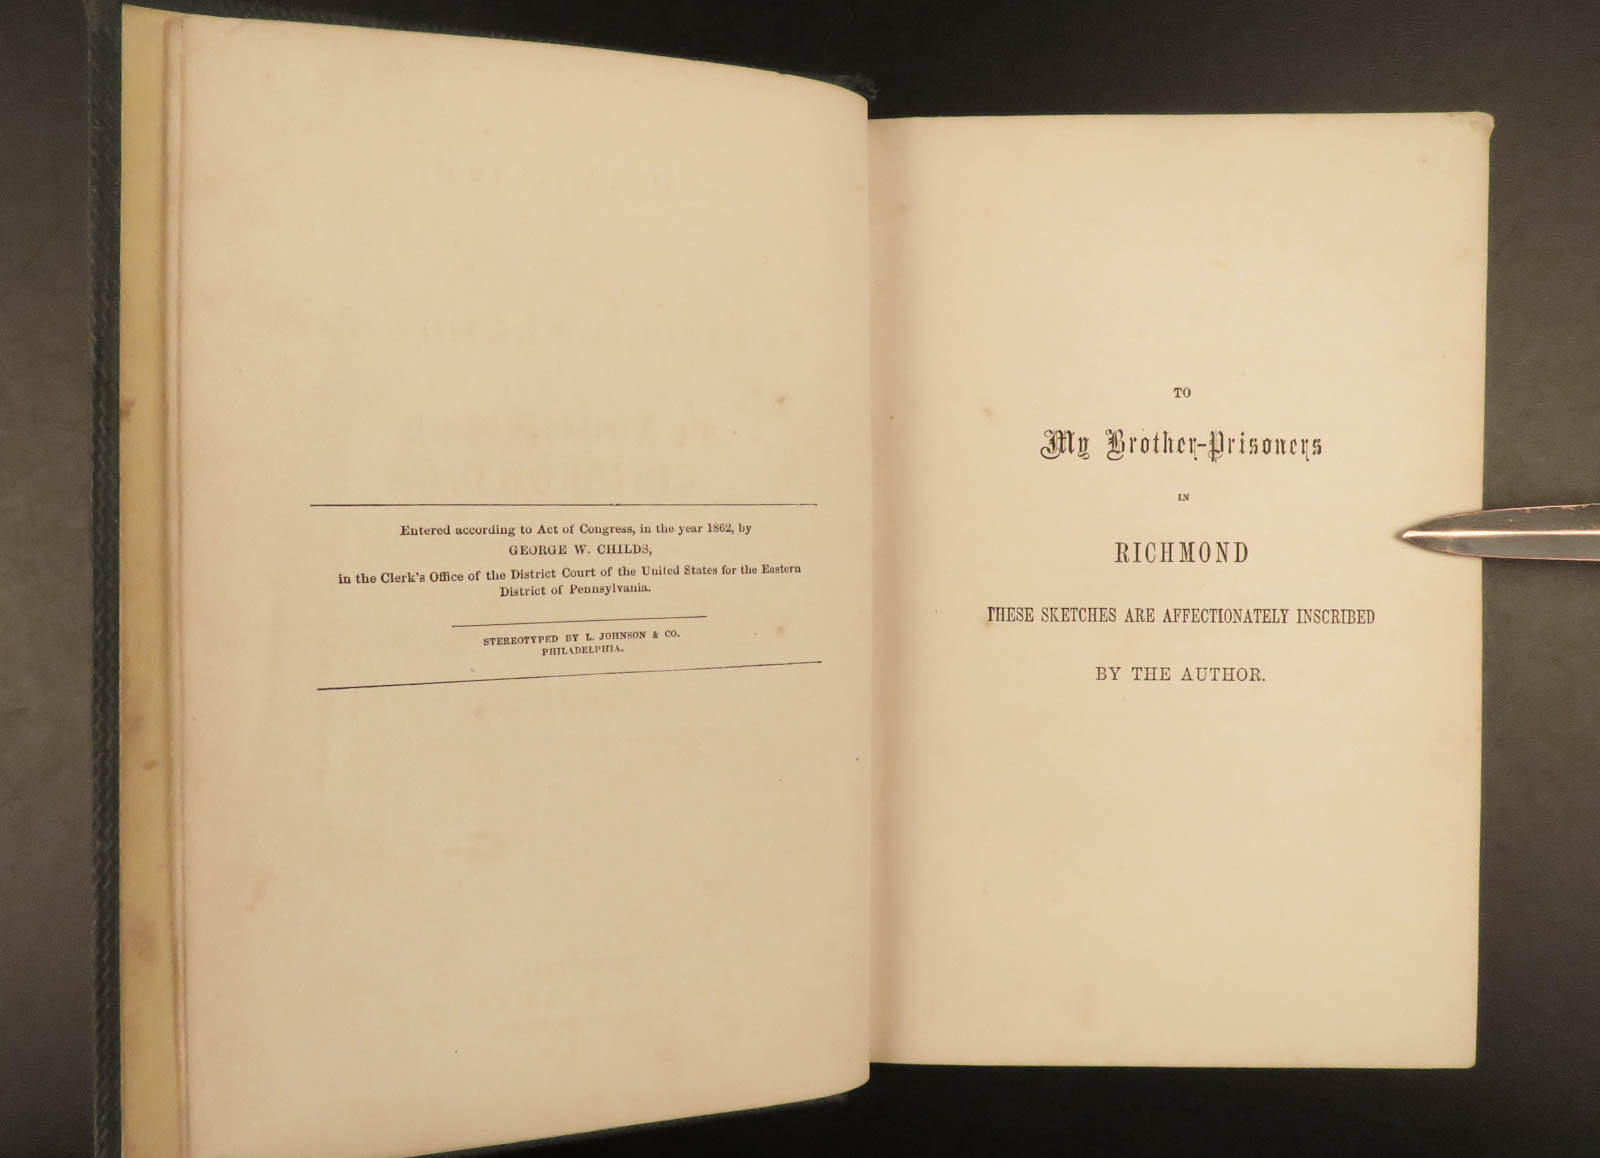 Entered according to Act of Congress, in the year 1862, by
GEORGE W. CHILDS,
in the Clerk's Office of the District Court of the United States for the Eastern
District of Pennsylvania.
STEREOTYPED BY L. JOHNSON & CO.
PHILADELPHIA.
TO
My Brother-Prisoners
IN
RICHMOND
THESE SKETCHES ARE AFFECTIONATELY INSCRIBED
BY THE AUTHOR.